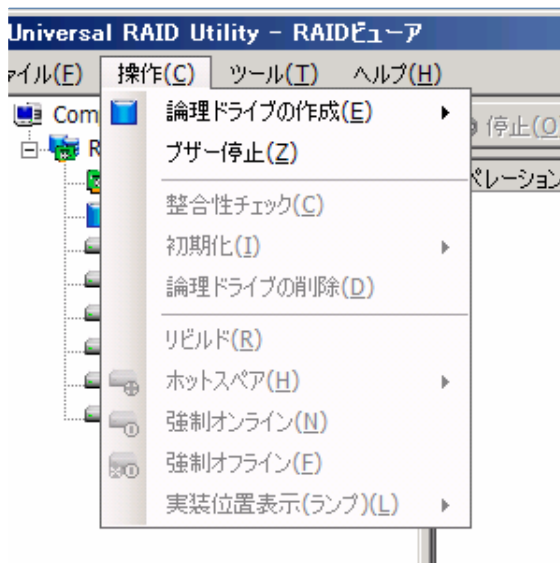 Universal RAID Utility - RAIDビューア
ァイル(F) 操作(C) ツール(T) ヘルプ(H)
Com
R
論理ドライブの作成(E)
ブザー停止(Z)
整合性チェック(C)
初期化(I)
論理ドライブの削除(D)
リビルド(R)
ホットスペア(H)
強制オンライン(N)
強制オフライン(F)
実装位置表示(ランプ)(L)
停止(O
ペレーション